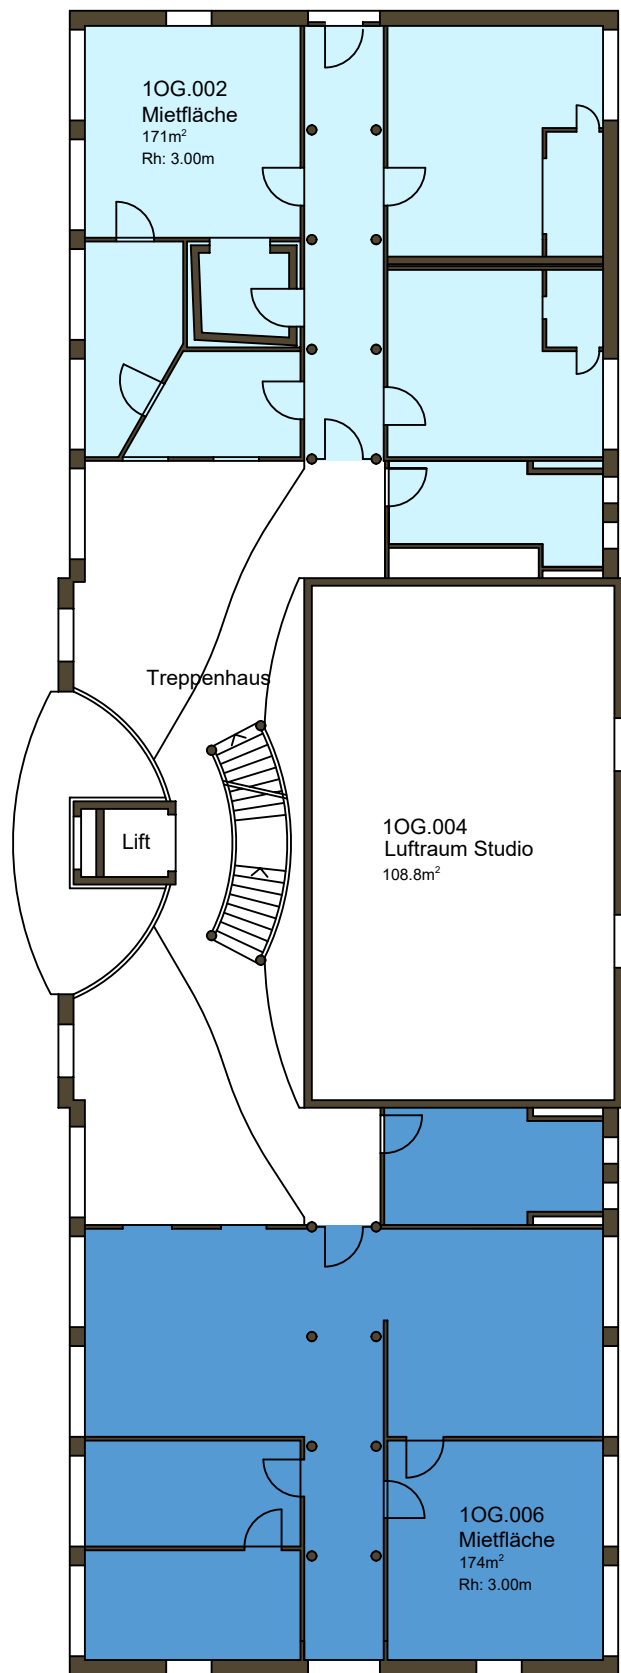 1OG.002
Mietfläche
171m²
Rh: 3.00m
Treppenhaus
Lift
1OG.004
Luftraum Studio
108.8m²
1OG.006
Mietfläche
174m²
Rh: 3.00m